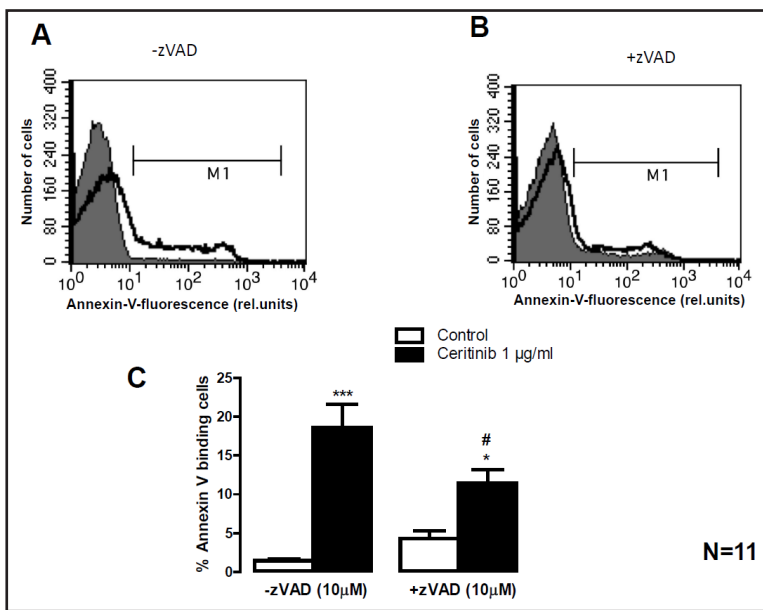 A
-zVAD
400
320
240
160
80
0
Number of cells
M1
10⁰ 10¹ 10² 10³ 10⁴
Annexin-V-fluorescence (rel.units)
B
+zVAD
400
320
240
160
80
0
Number of cells
M1
10⁰ 10¹ 10² 10³ 10⁴
Annexin-V-fluorescence (rel.units)
Control
Ceritinib 1 µg/ml
C
25
20
15
10
5
0
% Annexin V binding cells
***
#
*
-zVAD (10µM) +zVAD (10µM)
N=11